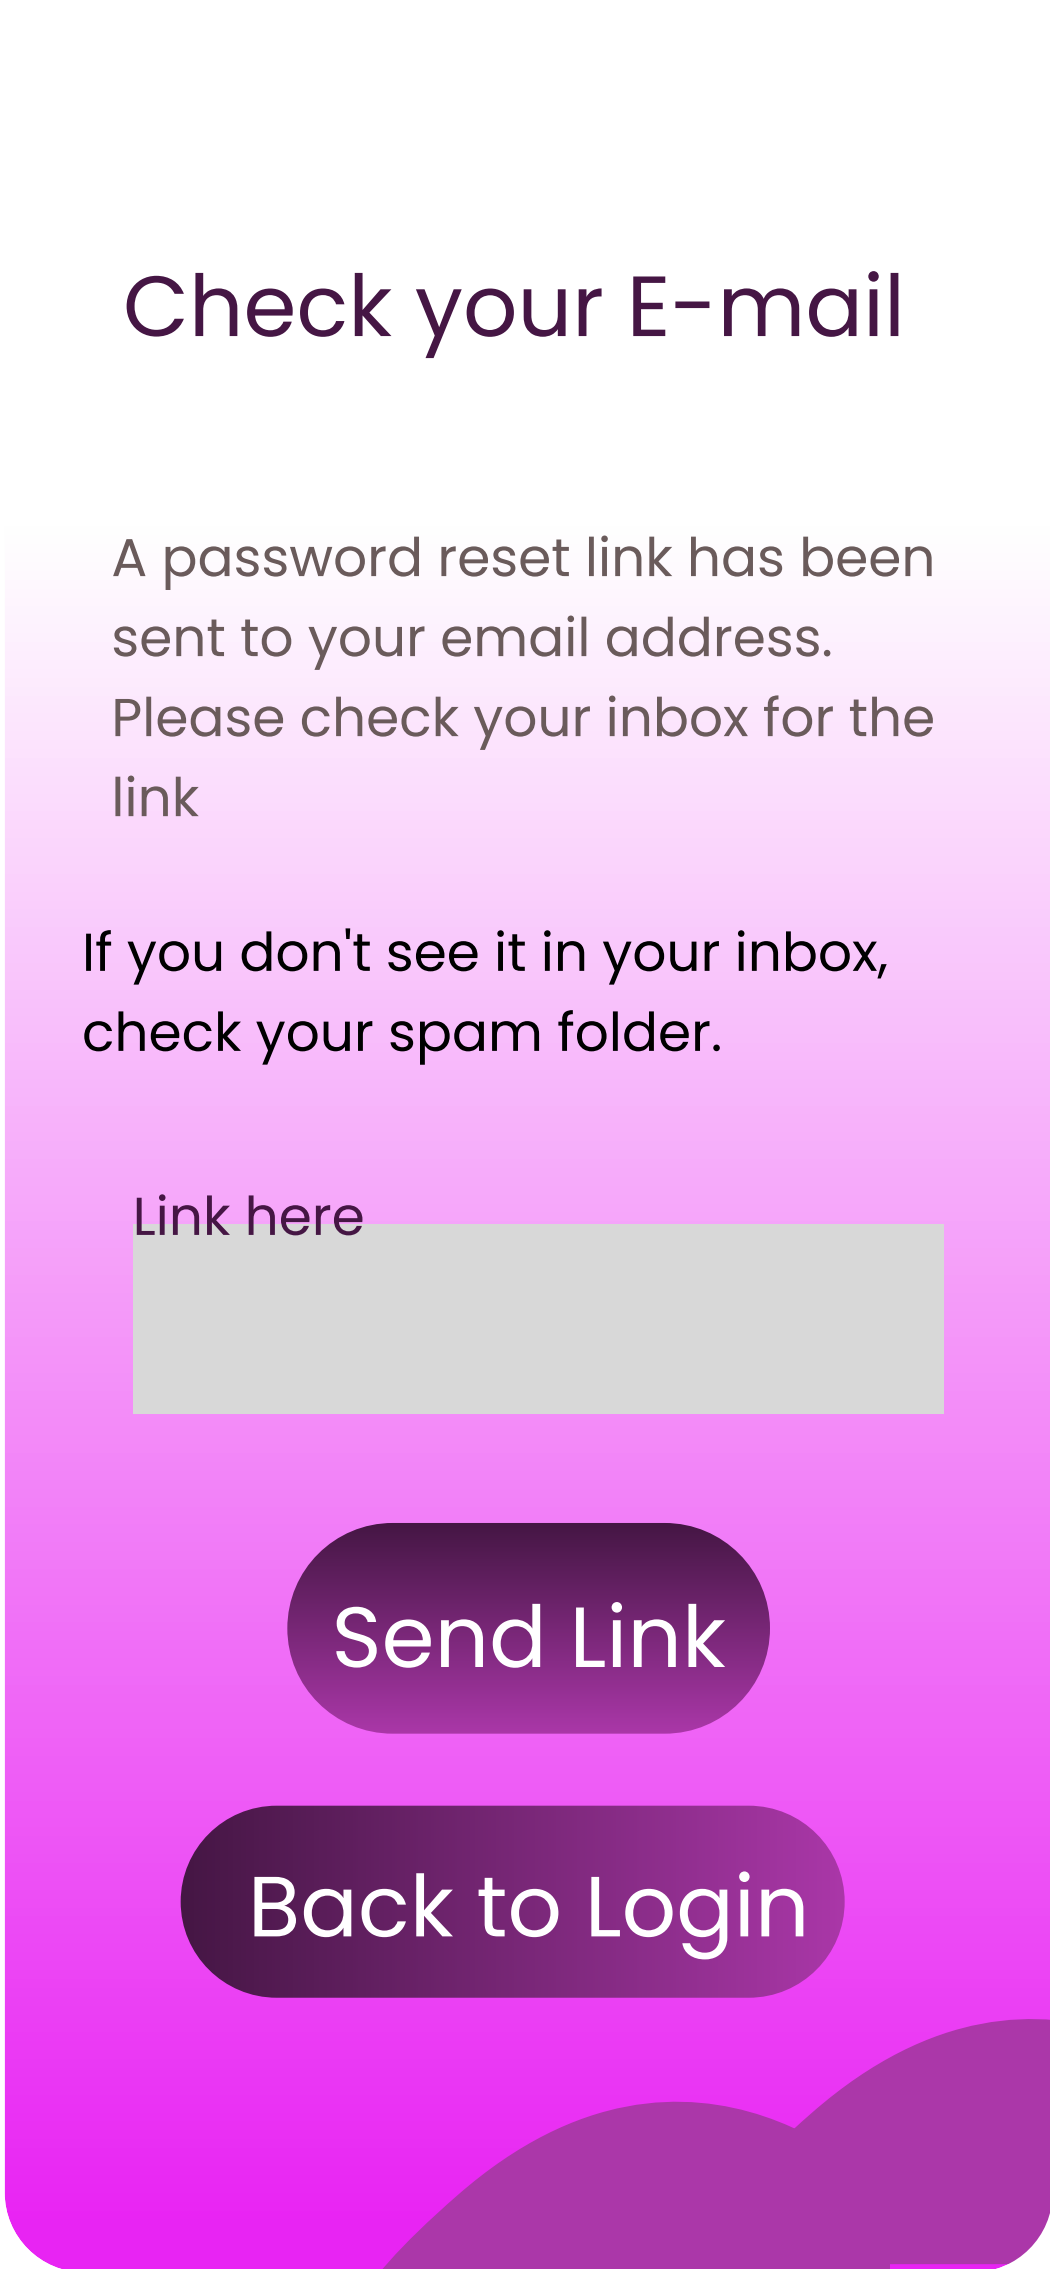 Check your E-mail
A password reset link has been
sent to your email address.
Please check your inbox for the
link
If you don't see it in your inbox,
check your spam folder.
Link here
Send Link
Back to Login